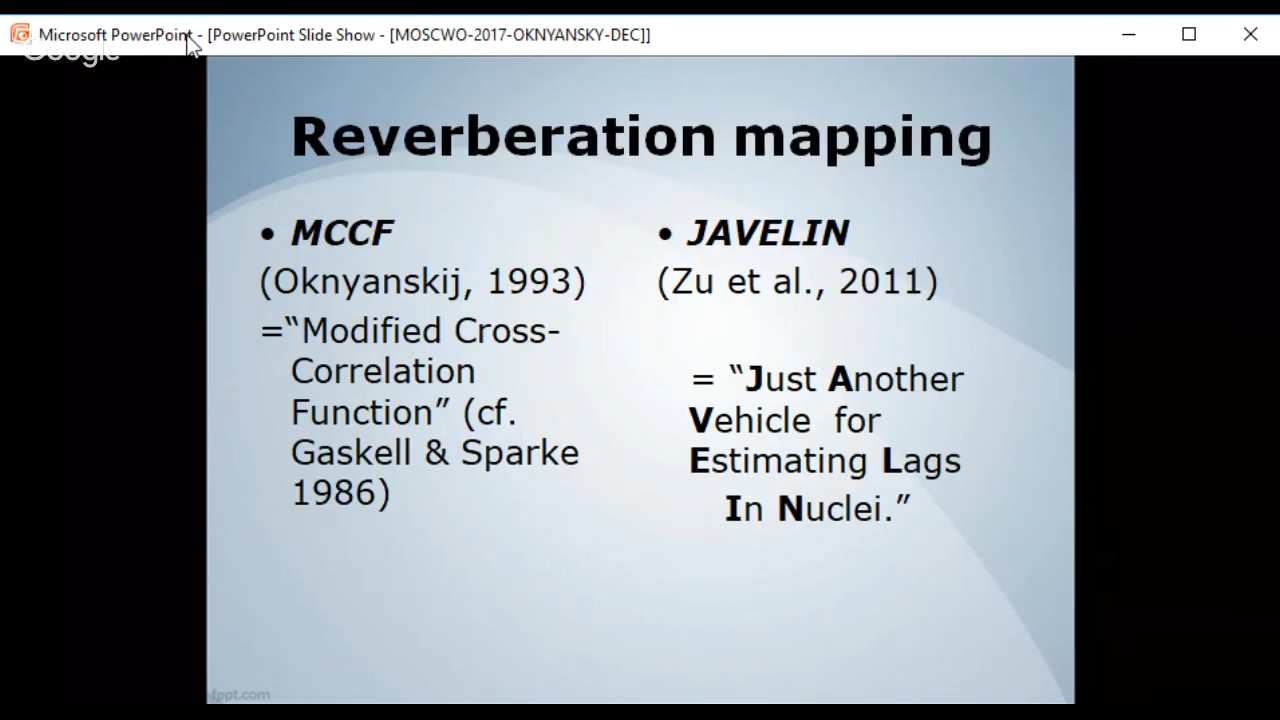 Microsoft PowerPoint - [PowerPoint Slide Show - [MOSCWO-2017-OKNYANSKY-DEC]]
Google
Reverberation mapping
• MCCF
(Oknyanskij, 1993)
=“Modified Cross-
Correlation
Function” (cf.
Gaskell & Sparke
1986)
• JAVELIN
(Zu et al., 2011)
= “Just Another
Vehicle for
Estimating Lags
In Nuclei.”
fppt.com